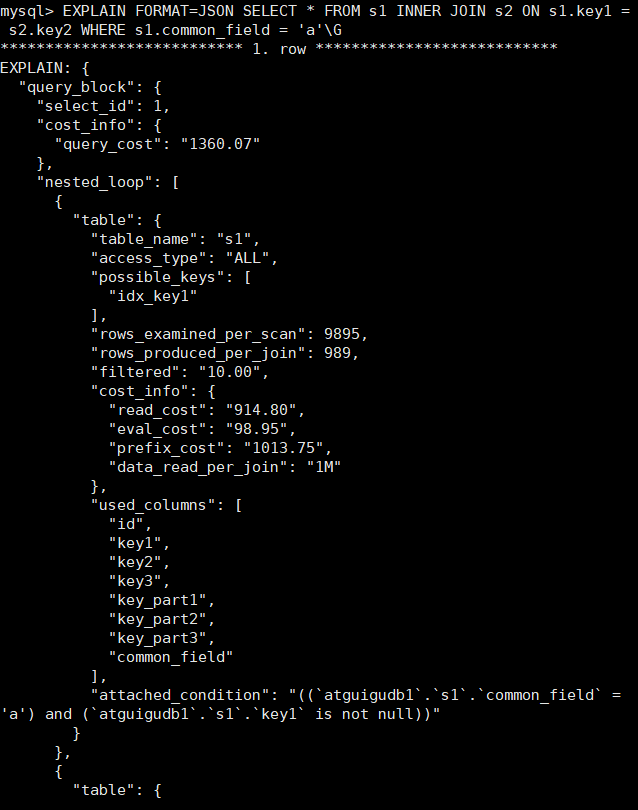 mysql> EXPLAIN FORMAT=JSON SELECT * FROM s1 INNER JOIN s2 ON s1.key1 =
 s2.key2 WHERE s1.common_field = 'a'\G
*************************** 1. row ***************************
EXPLAIN: {
  "query_block": {
    "select_id": 1,
    "cost_info": {
      "query_cost": "1360.07"
    },
    "nested_loop": [
      {
        "table": {
          "table_name": "s1",
          "access_type": "ALL",
          "possible_keys": [
            "idx_key1"
          ],
          "rows_examined_per_scan": 9895,
          "rows_produced_per_join": 989,
          "filtered": "10.00",
          "cost_info": {
            "read_cost": "914.80",
            "eval_cost": "98.95",
            "prefix_cost": "1013.75",
            "data_read_per_join": "1M"
          },
          "used_columns": [
            "id",
            "key1",
            "key2",
            "key3",
            "key_part1",
            "key_part2",
            "key_part3",
            "common_field"
          ],
          "attached_condition": "((`atguigudb1`.`s1`.`common_field` =
'a') and (`atguigudb1`.`s1`.`key1` is not null))"
        }
      },
      {
        "table": {